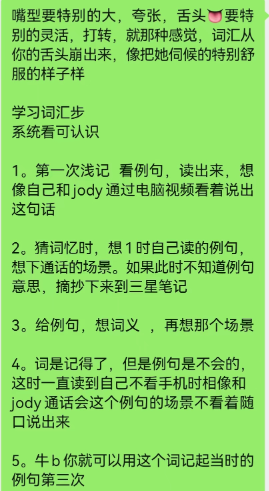 嘴型要特别的大，夸张，舌头👅要特
别的灵活，打转，就那种感觉，词汇从
你的舌头崩出来，像把她伺候的特别舒
服的样子样
学习词汇步
系统看可认识
1。第一次浅记  看例句，读出来，想
像自己和jody通过电脑视频看着说出
这句话
2。猜词忆时，想1时自己读的例句，
想下通话的场景。如果此时不知道例句
意思，摘抄下来到三星笔记
3。给例句，想词义 ，再想那个场景
4。词是记得了，但是例句是不会的，
这时一直读到自己不看手机时相像和
jody通话会这个例句的场景不看着随
口说出来
5。牛b你就可以用这个词记起当时的
例句第三次